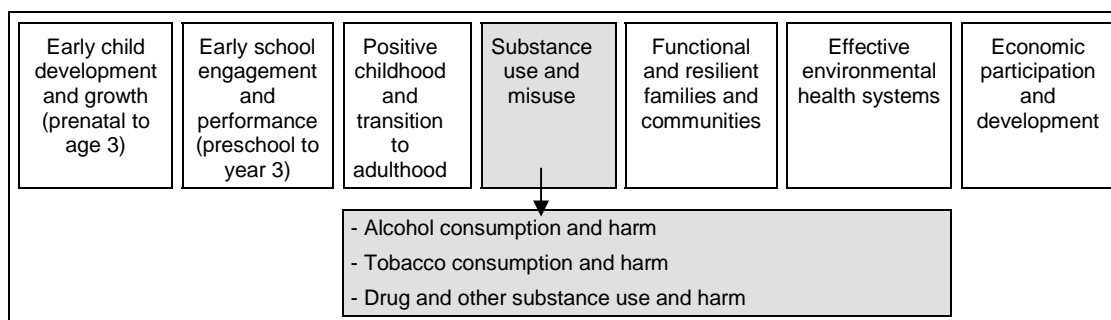 Early child
development
and growth
(prenatal to
age 3)
Early school
engagement
and
performance
(preschool to
year 3)
Positive
childhood
and
transition
to
adulthood
Substance
use and
misuse
Functional
and resilient
families and
communities
Effective
environmental
health systems
Economic
participation
and
development
- Alcohol consumption and harm
- Tobacco consumption and harm
- Drug and other substance use and harm